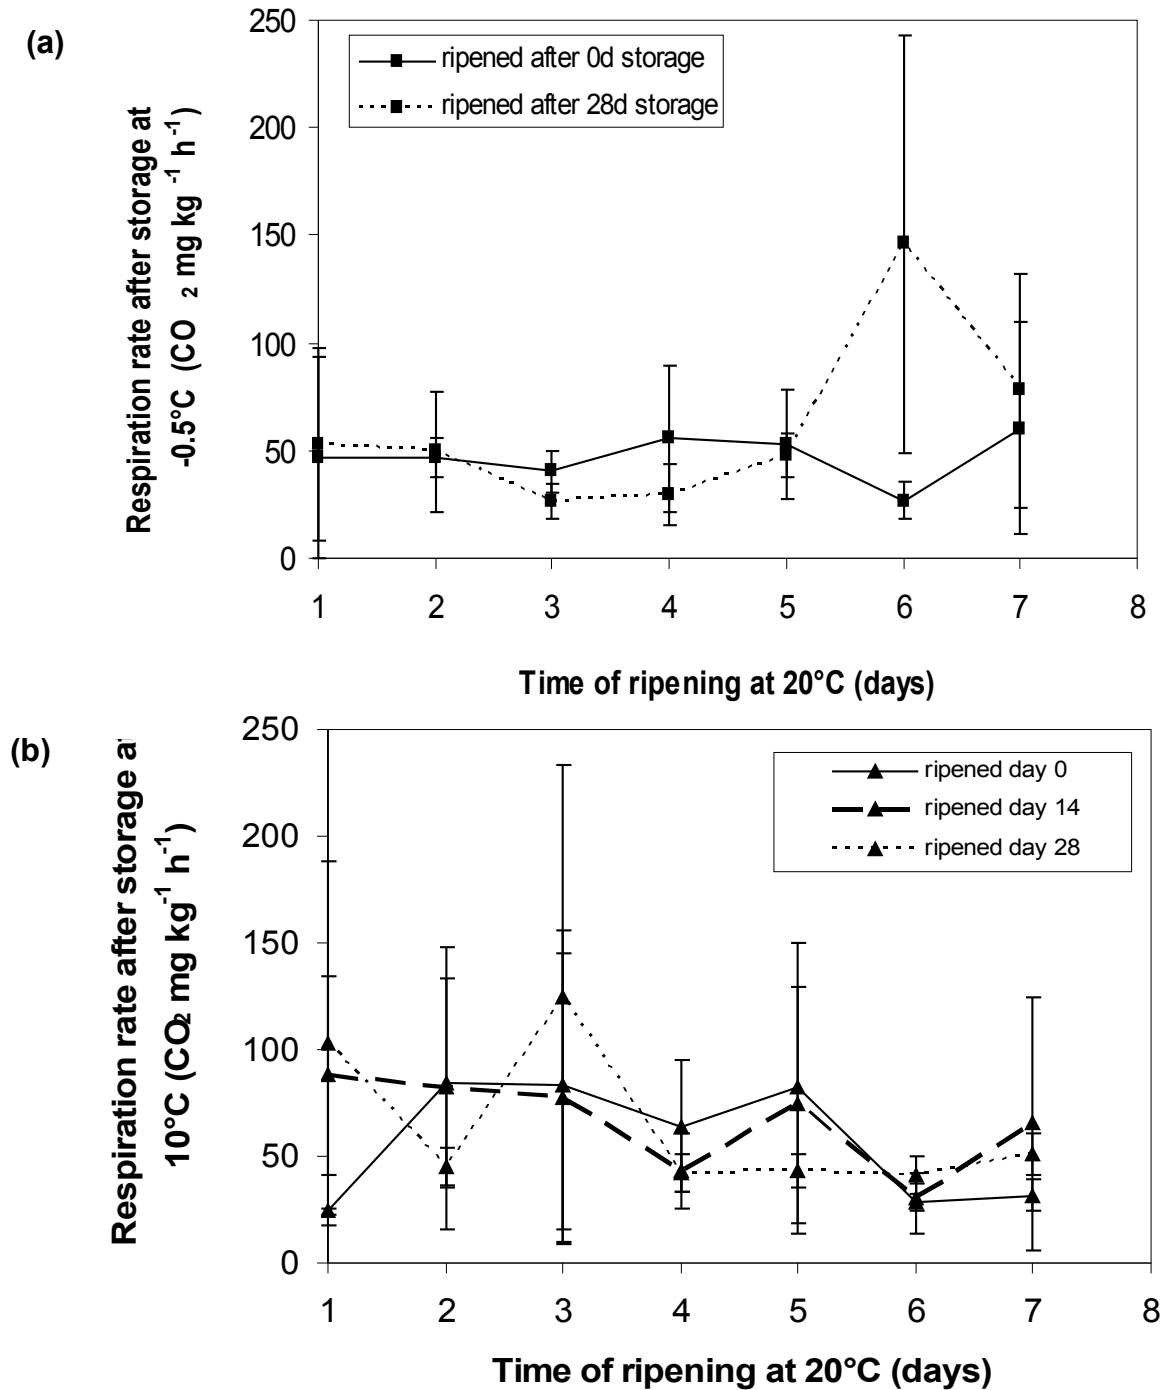 (a)
Respiration rate after storage at
-0.5°C (CO 2 mg kg -1 h-1)
250
200
150
100
50
0
ripened after 0d storage
ripened after 28d storage
1 2 3 4 5 6 7 8
Time of ripening at 20°C (days)
(b)
Respiration rate after storage a
10°C (CO2 mg kg-1 h-1)
250
200
150
100
50
0
ripened day 0
ripened day 14
ripened day 28
1 2 3 4 5 6 7 8
Time of ripening at 20°C (days)